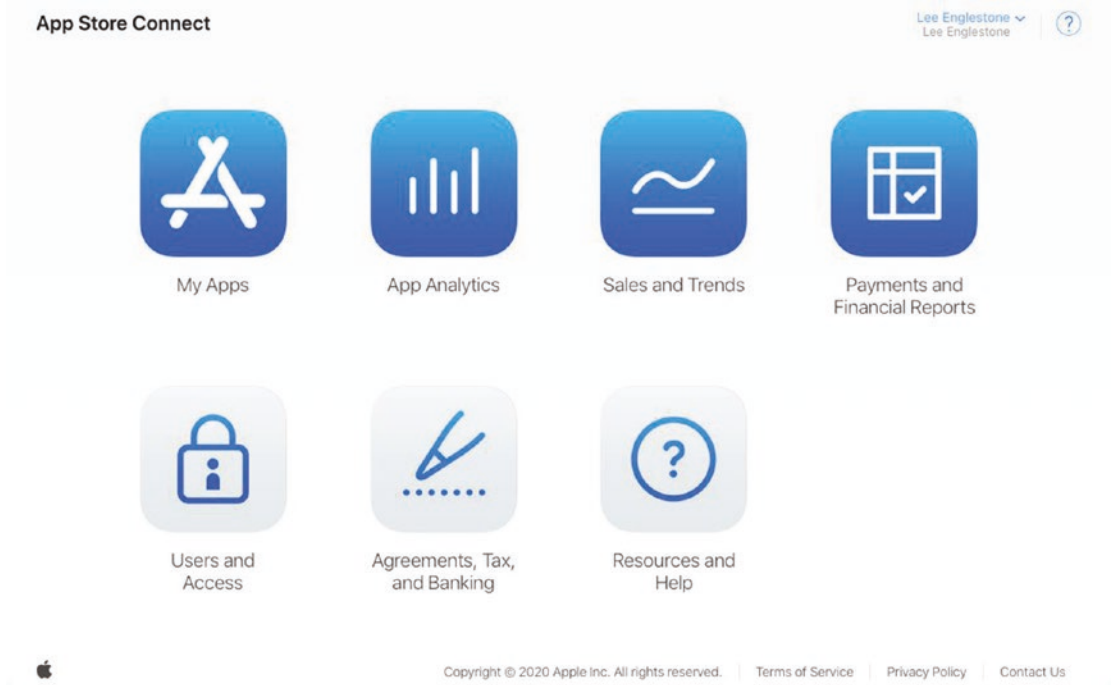 App Store Connect
Lee Englestone
Lee Englestone
?
My Apps
App Analytics
Sales and Trends
Payments and
Financial Reports
?
Users and
Access
Agreements, Tax,
and Banking
Resources and
Help
Copyright © 2020 Apple Inc. All rights reserved. Terms of Service Privacy Policy Contact Us